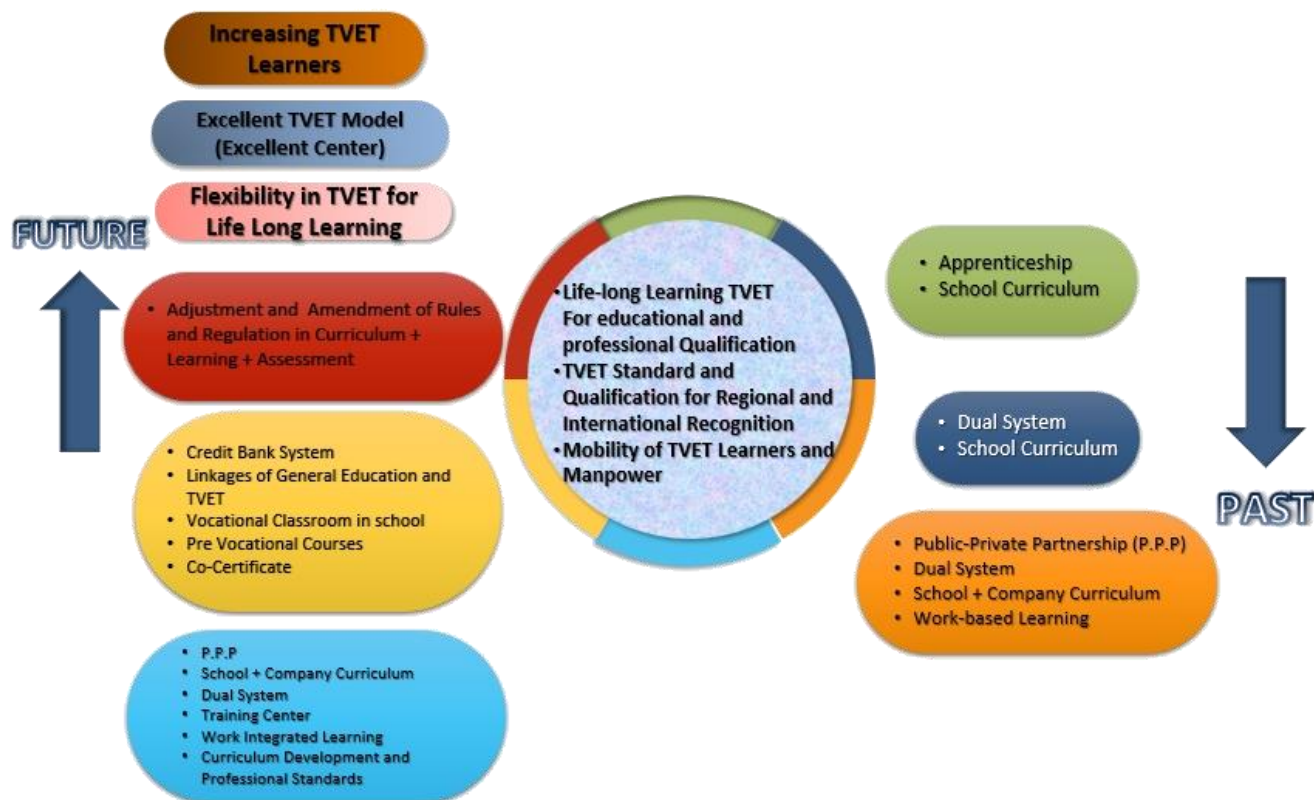 Increasing TVET
Learners
Excellent TVET Model
(Excellent Center)
Flexibility in TVET for
Life Long Learning
FUTURE
• Adjustment and Amendment of Rules
and Regulation in Curriculum +
Learning + Assessment
• Credit Bank System
• Linkages of General Education and
TVET
• Vocational Classroom in school
• Pre Vocational Courses
• Co-Certificate
• P.P.P
• School + Company Curriculum
• Dual System
• Training Center
• Work Integrated Learning
• Curriculum Development and
Professional Standards
• Life-long Learning TVET
For educational and
professional Qualification
• TVET Standard and
Qualification for Regional and
International Recognition
• Mobility of TVET Learners and
Manpower
• Apprenticeship
• School Curriculum
• Dual System
• School Curriculum
PAST
• Public-Private Partnership (P.P.P)
• Dual System
• School + Company Curriculum
• Work-based Learning